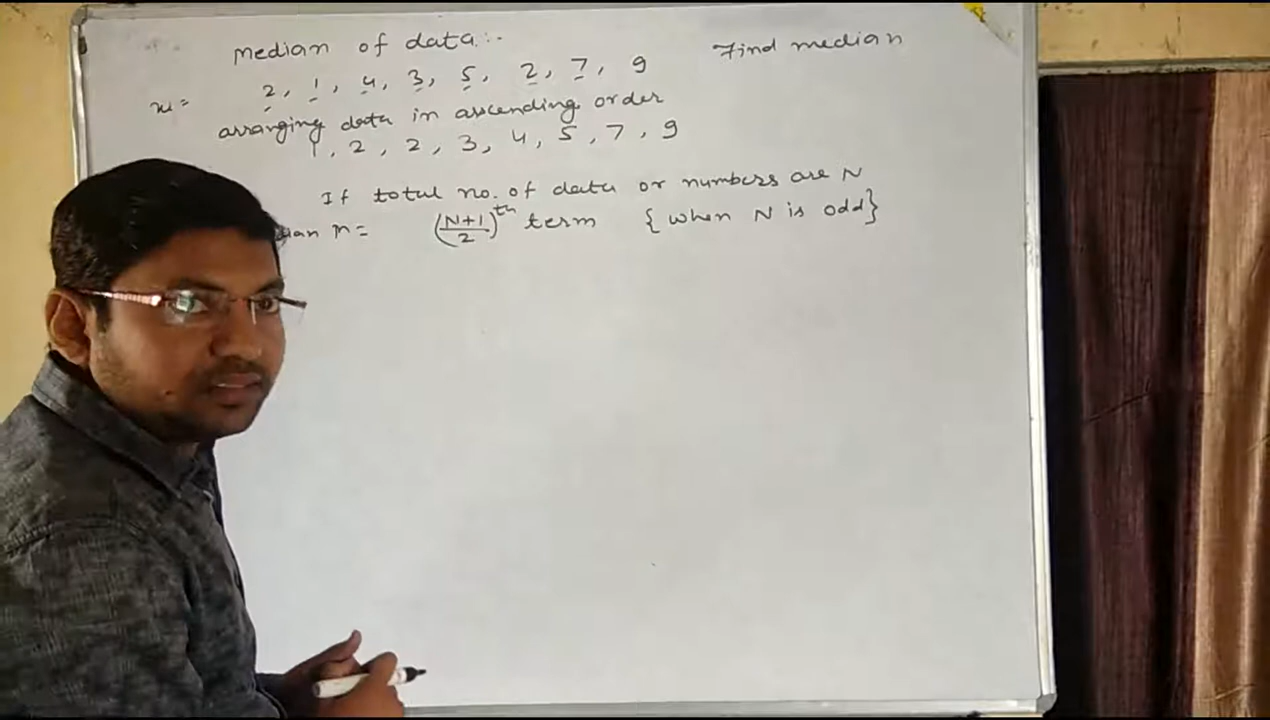 Median of data:-
Find median
x = 2, 1, 4, 3, 5, 2, 7, 9
arranging data in ascending order
1, 2, 2, 3, 4, 5, 7, 9
If total no. of data or numbers are N
M = (N+1/2)th term { when N is odd}